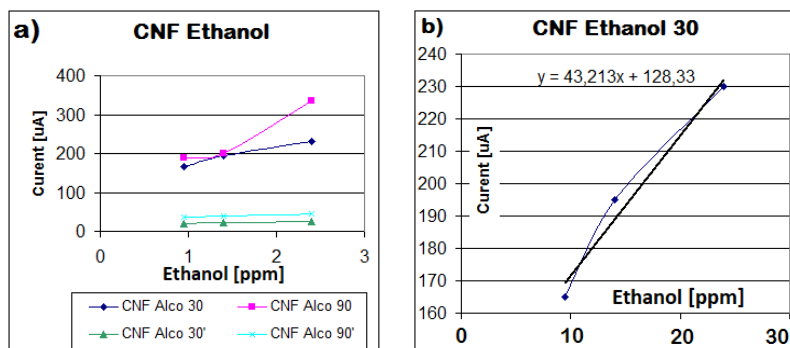 a)
CNF Ethanol
400
300
200
100
0
0 1 2 3
Curent [uA]
Ethanol [ppm]
CNF Alco 30 CNF Alco 90
CNF Alco 30' CNF Alco 90'
b)
CNF Ethanol 30
y = 43,213x + 128,33
230
220
210
200
190
180
170
160
0 10 20 30
Curent [uA]
Ethanol [ppm]